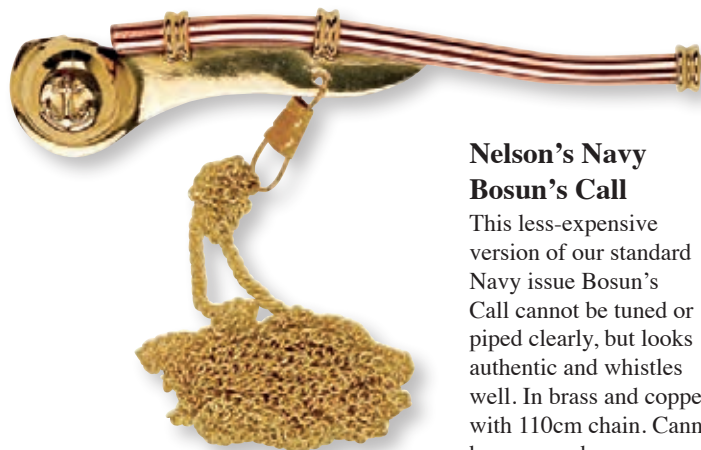 Nelson’s Navy
Bosun’s Call
This less-expensive
version of our standard
Navy issue Bosun’s
Call cannot be tuned or
piped clearly, but looks
authentic and whistles
well. In brass and coppe
with 110cm chain. Cann